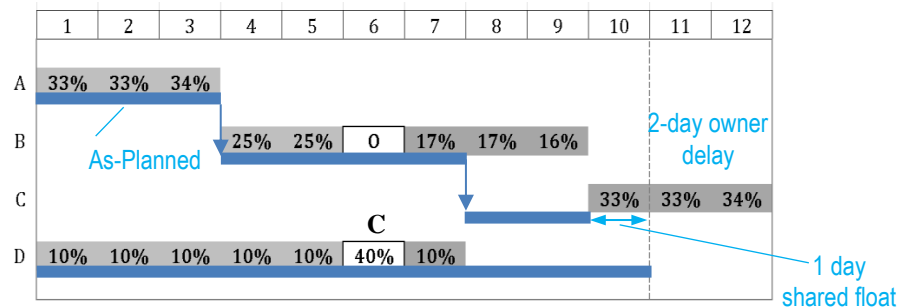 1 2 3 4 5 6 7 8 9 10 11 12
A 33% 33% 34%
B 25% 25% 0 17% 17% 16%
2-day owner
delay
As-Planned
C 33% 33% 34%
C
D 10% 10% 10% 10% 10% 40% 10%
1 day
shared float